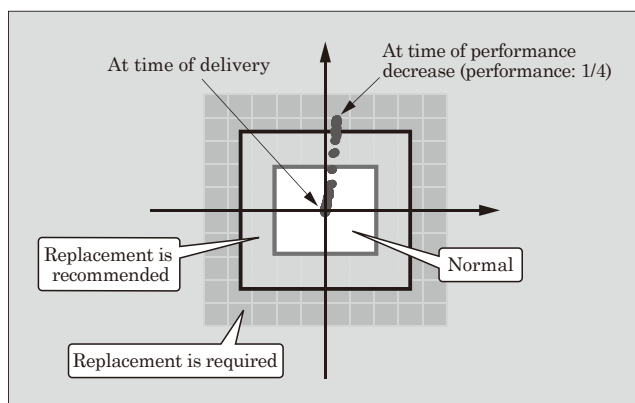 At time of delivery
At time of performance
decrease (performance: 1/4)
Replacement is
recommended
Normal
Replacement is required